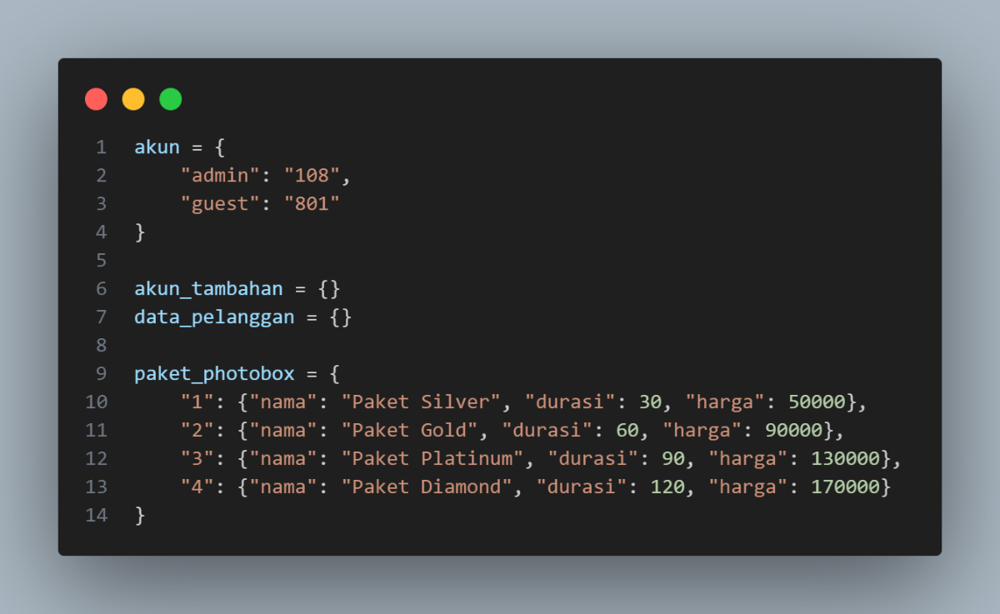 1 akun = {
2     "admin": "108",
3     "guest": "801"
4 }
5
6 akun_tambahan = {}
7 data_pelanggan = {}
8
9 paket_photobox = {
10     "1": {"nama": "Paket Silver", "durasi": 30, "harga": 50000},
11     "2": {"nama": "Paket Gold", "durasi": 60, "harga": 90000},
12     "3": {"nama": "Paket Platinum", "durasi": 90, "harga": 130000},
13     "4": {"nama": "Paket Diamond", "durasi": 120, "harga": 170000}
14 }